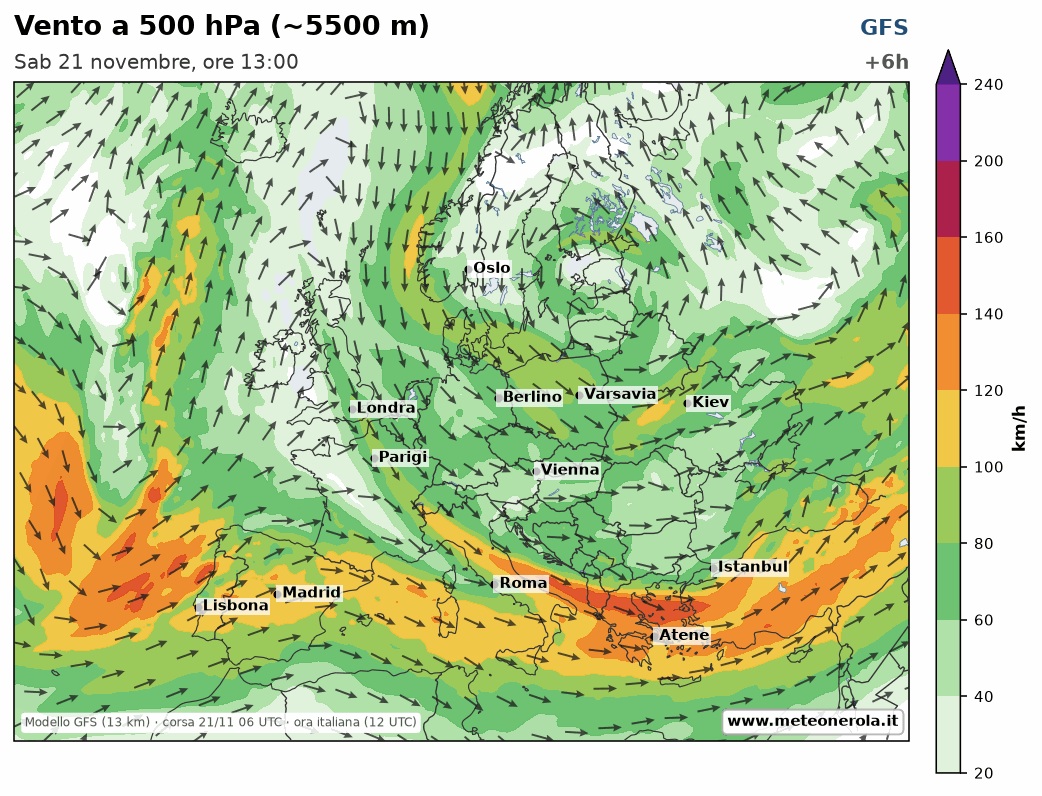 Vento a 500 hPa (~5500 m)
GFS
Sab 21 novembre, ore 13:00
+6h
240
200
160
140
120
100
80
60
40
20
km/h
Oslo
Berlino
Varsavia
Kiev
Londra
Parigi
Vienna
Istanbul
Roma
Madrid
Lisbona
Atene
Modello GFS (13 km) · corsa 21/11 06 UTC · ora italiana (12 UTC)
www.meteonerola.it